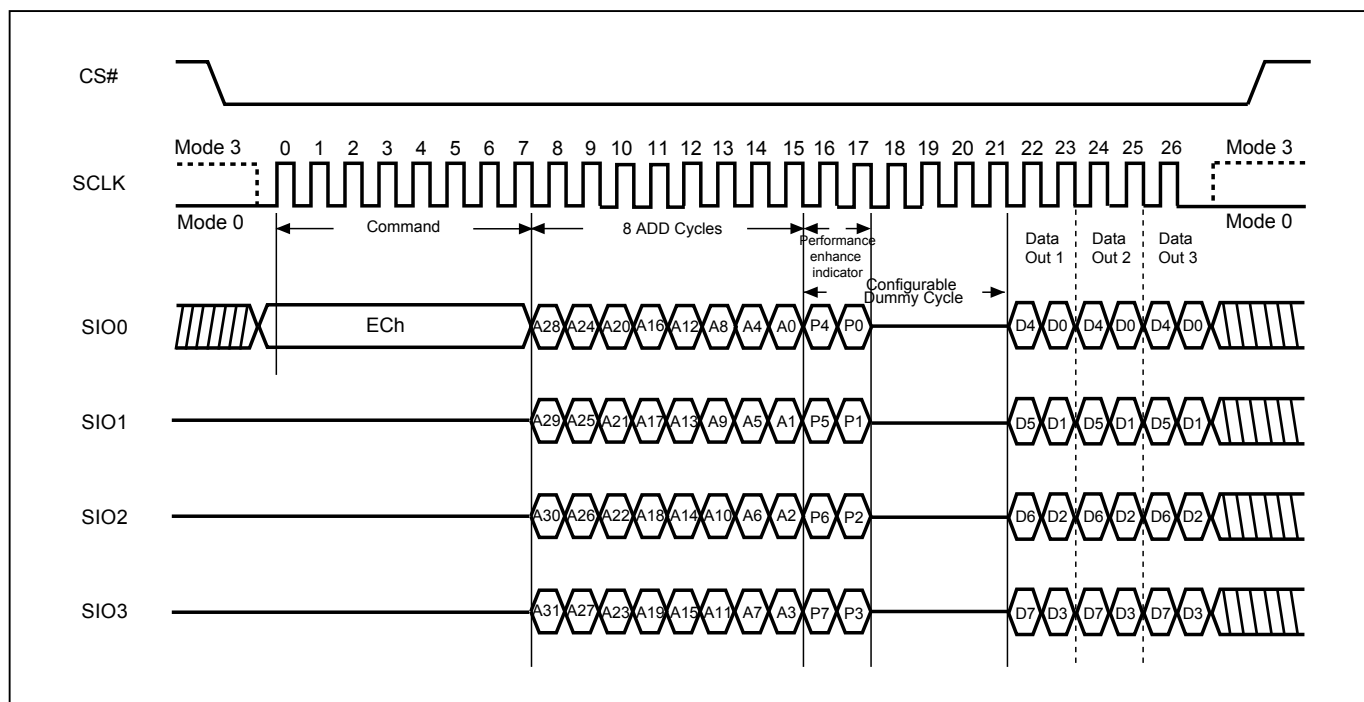 CS#
Mode 3 0 1 2 3 4 5 6 7 8 9 10 11 12 13 14 15 16 17 18 19 20 21 22 23 24 25 26 Mode 3
SCLK
Mode 0 Mode 0
Command 8 ADD Cycles
Performance
enhance
indicator
Data
Out 1
Data
Out 2
Data
Out 3
Configurable
Dummy Cycle
SIO0 ECh A28 A24 A20 A16 A12 A8 A4 A0 P4 P0 D4 D0 D4 D0 D4 D0
SIO1 A29 A25 A21 A17 A13 A9 A5 A1 P5 P1 D5 D1 D5 D1 D5 D1
SIO2 A30 A26 A22 A18 A14 A10 A6 A2 P6 P2 D6 D2 D6 D2 D6 D2
SIO3 A31 A27 A23 A19 A15 A11 A7 A3 P7 P3 D7 D3 D7 D3 D7 D3